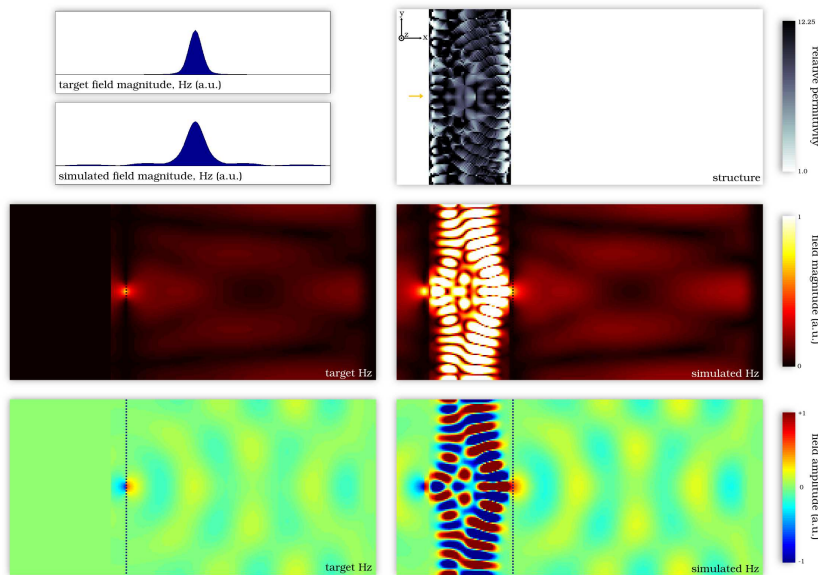 target field magnitude, Hz (a.u.)
simulated field magnitude, Hz (a.u.)
y
z
x
structure
12.25
relative permittivity
1.0
target Hz
simulated Hz
1
field magnitude (a.u.)
0
target Hz
simulated Hz
+1
0
field amplitude (a.u.)
-1